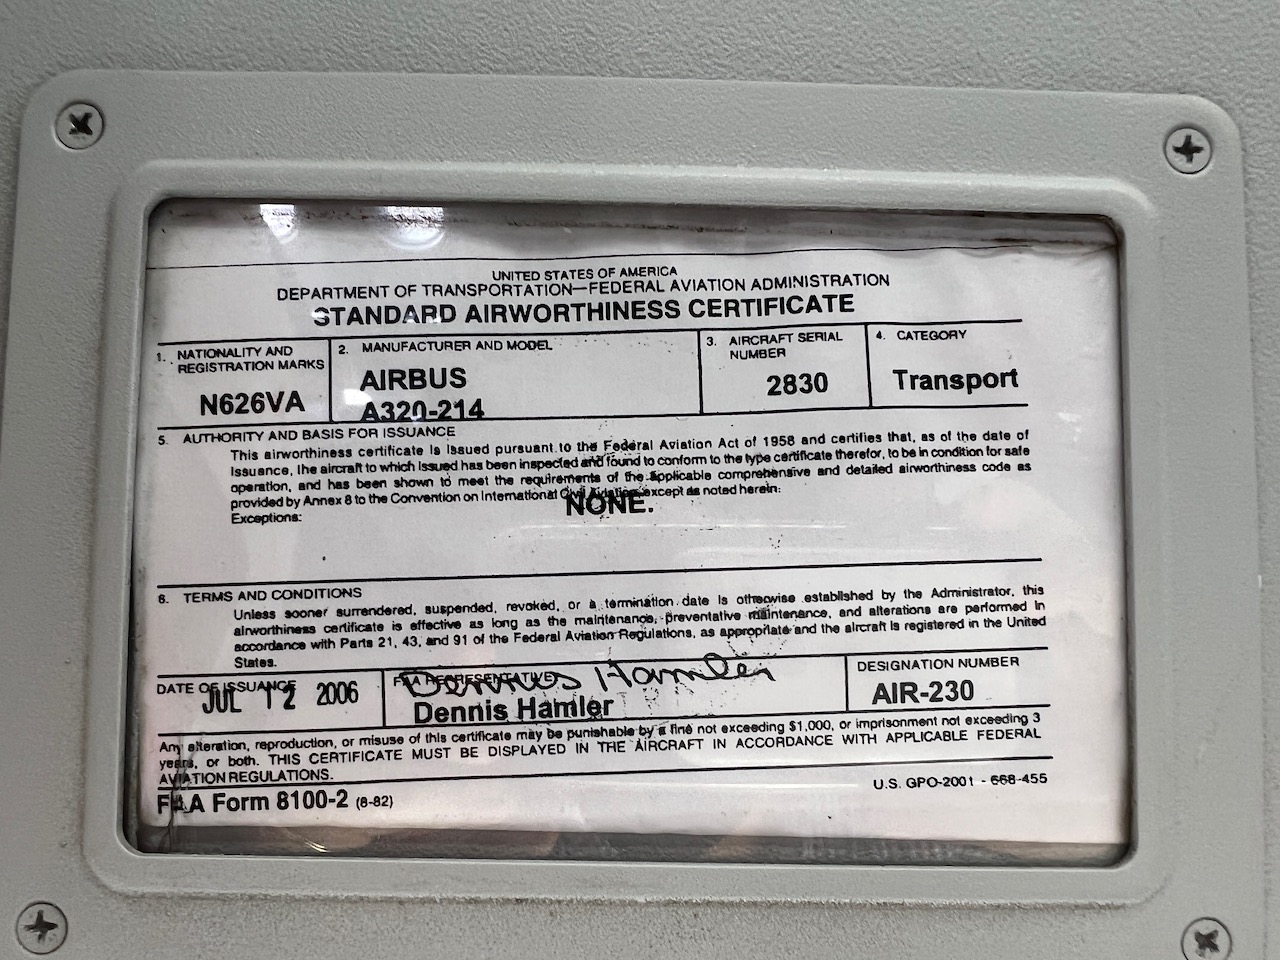 UNITED STATES OF AMERICA
DEPARTMENT OF TRANSPORTATION—FEDERAL AVIATION ADMINISTRATION
STANDARD AIRWORTHINESS CERTIFICATE
1. NATIONALITY AND REGISTRATION MARKS
N626VA
2. MANUFACTURER AND MODEL
AIRBUS
A320-214
3. AIRCRAFT SERIAL NUMBER
2830
4. CATEGORY
Transport
5. AUTHORITY AND BASIS FOR ISSUANCE
This airworthiness certificate is issued pursuant to the Federal Aviation Act of 1958 and certifies that, as of the date of
issuance, the aircraft to which issued has been inspected and found to conform to the type certificate therefor, to be in condition for safe
operation, and has been shown to meet the requirements of the applicable comprehensive and detailed airworthiness code as
provided by Annex 8 to the Convention on International Civil Aviation, except as noted herein:
Exceptions:
NONE.
6. TERMS AND CONDITIONS
Unless sooner surrendered, suspended, revoked, or a termination date is otherwise established by the Administrator, this
airworthiness certificate is effective as long as the maintenance, preventative maintenance, and alterations are performed in
accordance with Parts 21, 43, and 91 of the Federal Aviation Regulations, as appropriate and the aircraft is registered in the United
States.
DATE OF ISSUANCE
JUL 12 2006
FAA REPRESENTATIVE
Dennis Hamler
Dennis Hamler
DESIGNATION NUMBER
AIR-230
Any alteration, reproduction, or misuse of this certificate may be punishable by a fine not exceeding $1,000, or imprisonment not exceeding 3
years, or both. THIS CERTIFICATE MUST BE DISPLAYED IN THE AIRCRAFT IN ACCORDANCE WITH APPLICABLE FEDERAL
AVIATION REGULATIONS.
FAA Form 8100-2 (8-82)
U.S. GPO-2001 - 668-455